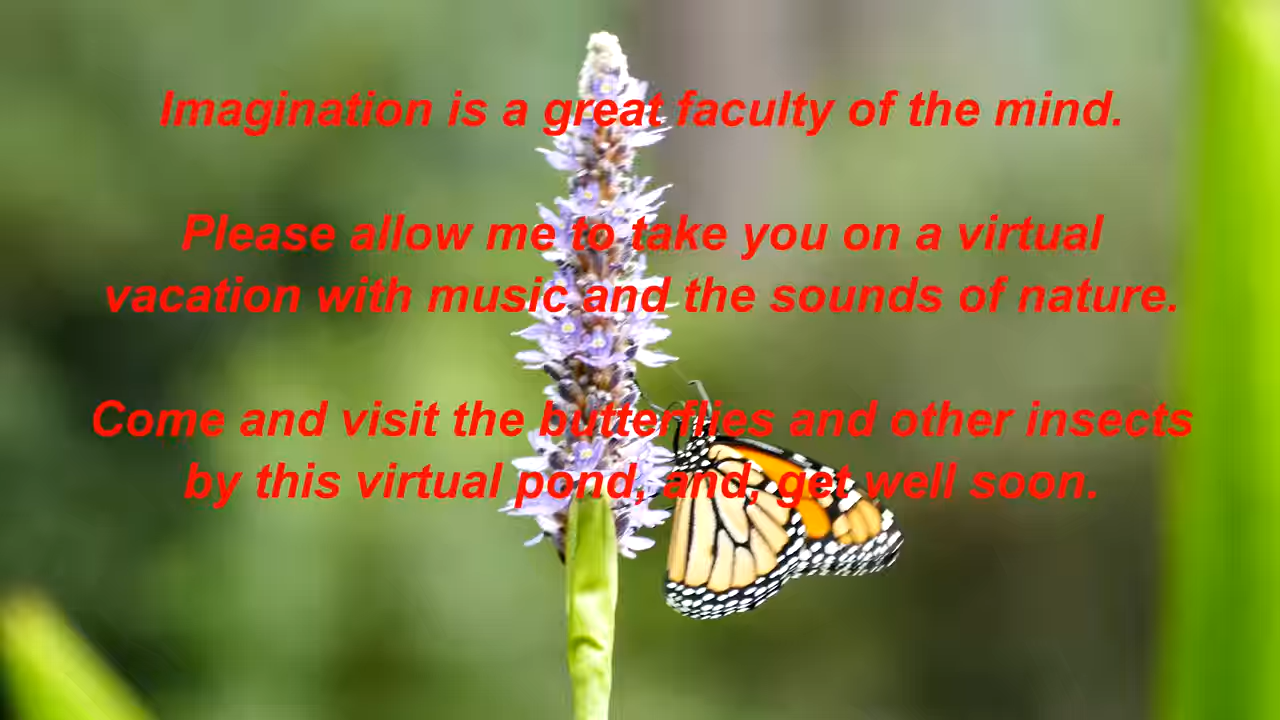 Imagination is a great faculty of the mind.
Please allow me to take you on a virtual
vacation with music and the sounds of nature.
Come and visit the butterflies and other insects
by this virtual pond, and, get well soon.